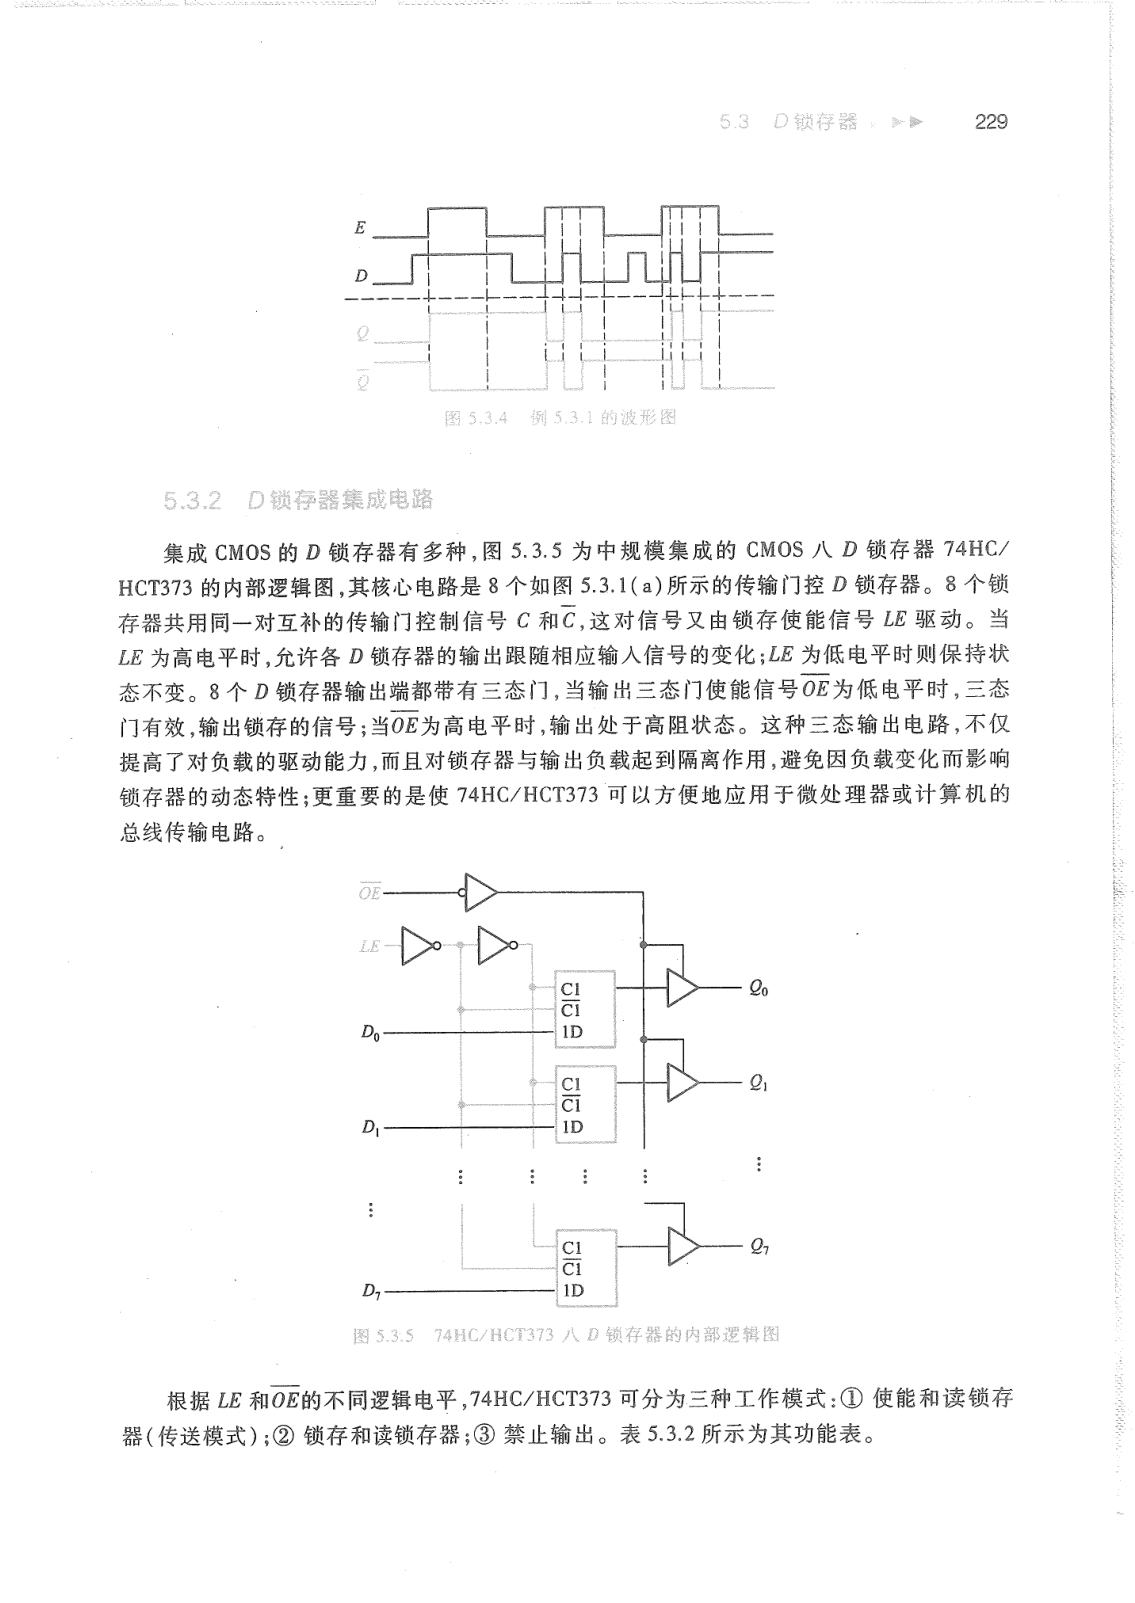 5.3 D锁存器 ▶▶ 229
E
D
Q
Q̅
图 5.3.4 例 5.3.1 的波形图
5.3.2 D锁存器集成电路
集成 CMOS 的 D 锁存器有多种,图 5.3.5 为中规模集成的 CMOS 八 D 锁存器 74HC/
HCT373 的内部逻辑图,其核心电路是 8 个如图 5.3.1(a)所示的传输门控 D 锁存器。8 个锁
存器共用同一对互补的传输门控制信号 C 和C̅,这对信号又由锁存使能信号 LE 驱动。当
LE 为高电平时,允许各 D 锁存器的输出跟随相应输入信号的变化;LE 为低电平时则保持状
态不变。8 个 D 锁存器输出端都带有三态门,当输出三态门使能信号O̅E̅为低电平时,三态
门有效,输出锁存的信号;当O̅E̅为高电平时,输出处于高阻状态。这种三态输出电路,不仅
提高了对负载的驱动能力,而且对锁存器与输出负载起到隔离作用,避免因负载变化而影响
锁存器的动态特性;更重要的是使 74HC/HCT373 可以方便地应用于微处理器或计算机的
总线传输电路。
O̅E̅
LE
C1
Q₀
C̅1̅
D₀
1D
C1
Q₁
C̅1̅
D₁
1D
C1
Q₇
C̅1̅
D₇
1D
图 5.3.5 74HC/HCT373 八 D 锁存器的内部逻辑图
根据 LE 和O̅E̅的不同逻辑电平,74HC/HCT373 可分为三种工作模式:① 使能和读锁存
器(传送模式);② 锁存和读锁存器;③ 禁止输出。表 5.3.2 所示为其功能表。